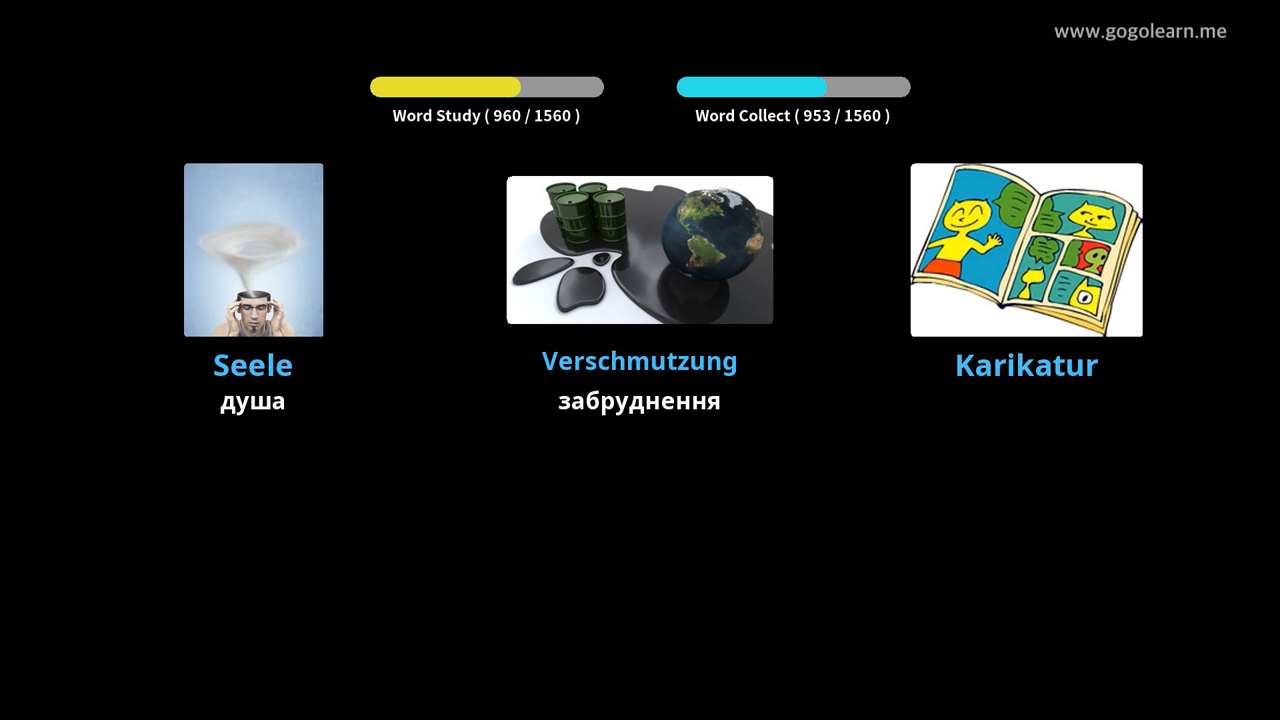 www.gogolearn.me
Word Study ( 960 / 1560 )
Word Collect ( 953 / 1560 )
Seele
душа
Verschmutzung
забруднення
Karikatur